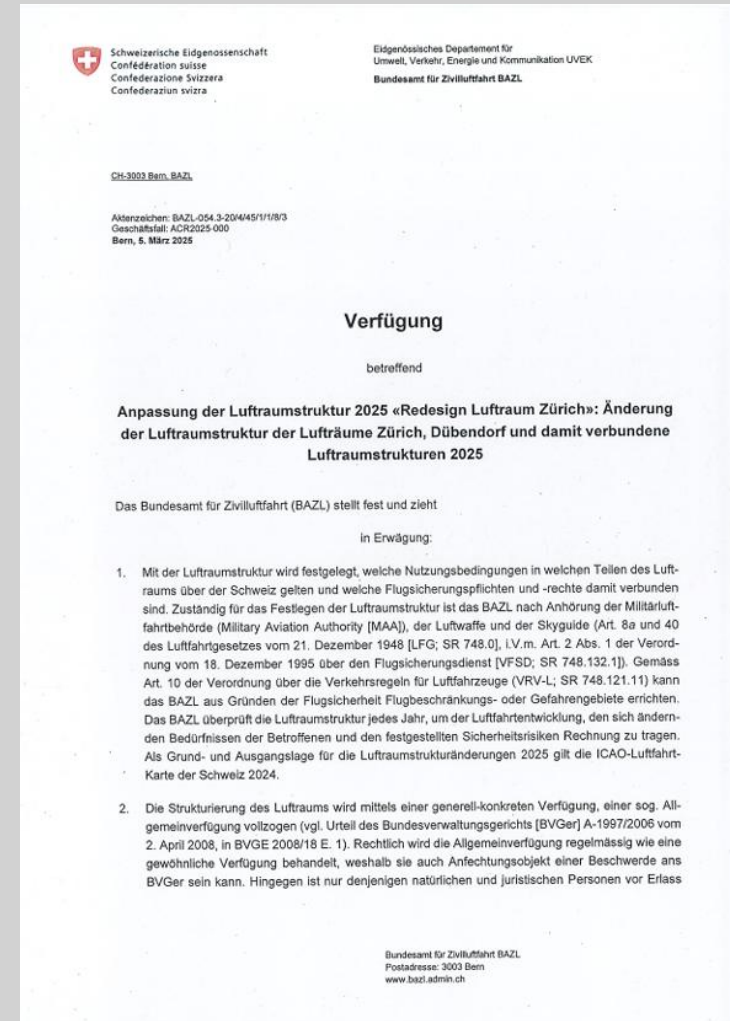 Schweizerische Eidgenossenschaft
Confédération suisse
Confederazione Svizzera
Confederaziun svizra
Eidgenössisches Departement für
Umwelt, Verkehr, Energie und Kommunikation UVEK
Bundesamt für Zivilluftfahrt BAZL
CH-3003 Bern, BAZL
Aktenzeichen: BAZL-054.3-20/4/45/1/1/8/3
Geschäftsfall: ACR2025-000
Bern, 5. März 2025
Verfügung
betreffend
Anpassung der Luftraumstruktur 2025 «Redesign Luftraum Zürich»: Änderung
der Luftraumstruktur der Lufträume Zürich, Dübendorf und damit verbundene
Luftraumstrukturen 2025
Das Bundesamt für Zivilluftfahrt (BAZL) stellt fest und zieht
in Erwägung:
1. Mit der Luftraumstruktur wird festgelegt, welche Nutzungsbedingungen in welchen Teilen des Luft-
raums über der Schweiz gelten und welche Flugsicherungspflichten und -rechte damit verbunden
sind. Zuständig für das Festlegen der Luftraumstruktur ist das BAZL nach Anhörung der Militärluft-
fahrtbehörde (Military Aviation Authority [MAA]), der Luftwaffe und der Skyguide (Art. 8a und 40
des Luftfahrtgesetzes vom 21. Dezember 1948 [LFG; SR 748.0], i.V.m. Art. 2 Abs. 1 der Verord-
nung vom 18. Dezember 1995 über den Flugsicherungsdienst [VFSD; SR 748.132.1]). Gemäss
Art. 10 der Verordnung über die Verkehrsregeln für Luftfahrzeuge (VRV-L; SR 748.121.11) kann
das BAZL aus Gründen der Flugsicherheit Flugbeschränkungs- oder Gefahrengebiete errichten.
Das BAZL überprüft die Luftraumstruktur jedes Jahr, um der Luftfahrtentwicklung, den sich ändern-
den Bedürfnissen der Betroffenen und den festgestellten Sicherheitsrisiken Rechnung zu tragen.
Als Grund- und Ausgangslage für die Luftraumstrukturänderungen 2025 gilt die ICAO-Luftfahrt-
Karte der Schweiz 2024.
2. Die Strukturierung des Luftraums wird mittels einer generell-konkreten Verfügung, einer sog. All-
gemeinverfügung vollzogen (vgl. Urteil des Bundesverwaltungsgerichts [BVGer] A-1997/2006 vom
2. April 2008, in BVGE 2008/18 E. 1). Rechtlich wird die Allgemeinverfügung regelmässig wie eine
gewöhnliche Verfügung behandelt, weshalb sie auch Anfechtungsobjekt einer Beschwerde ans
BVGer sein kann. Hingegen ist nur denjenigen natürlichen und juristischen Personen vor Erlass
Bundesamt für Zivilluftfahrt BAZL
Postadresse: 3003 Bern
www.bazl.admin.ch